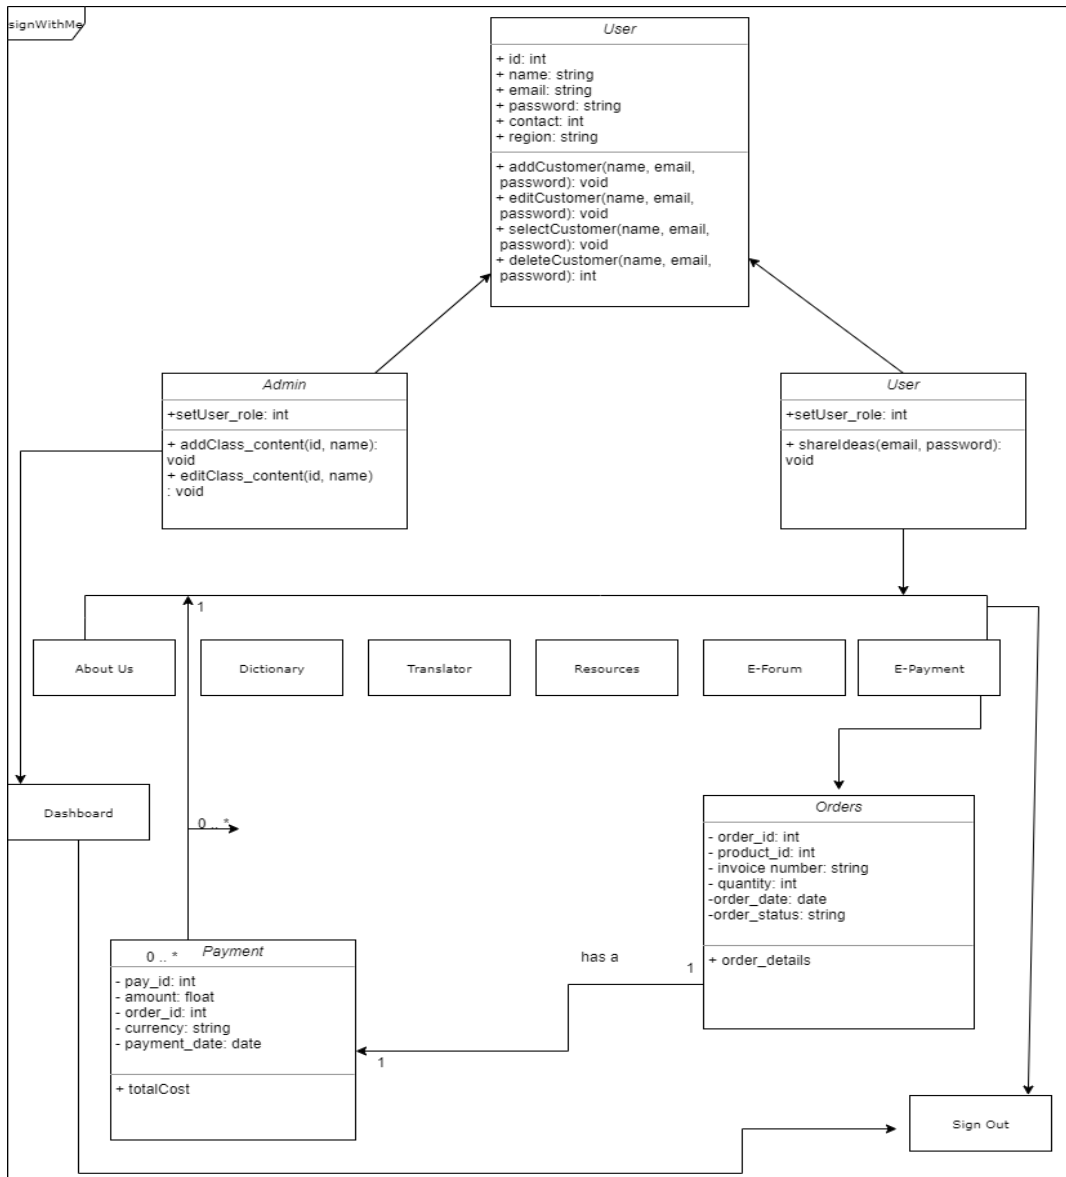 signWithMe
User
+ id: int
+ name: string
+ email: string
+ password: string
+ contact: int
+ region: string
+ addCustomer(name, email,
password): void
+ editCustomer(name, email,
password): void
+ selectCustomer(name, email,
password): void
+ deleteCustomer(name, email,
password): int
Admin
+setUser_role: int
+ addClass_content(id, name):
void
+ editClass_content(id, name)
: void
User
+setUser_role: int
+ shareIdeas(email, password):
void
1
About Us
Dictionary
Translator
Resources
E-Forum
E-Payment
Dashboard
0 .. *
Orders
- order_id: int
- product_id: int
- invoice number: string
- quantity: int
-order_date: date
-order_status: string
+ order_details
0 .. *
Payment
- pay_id: int
- amount: float
- order_id: int
- currency: string
- payment_date: date
+ totalCost
has a
1
1
Sign Out